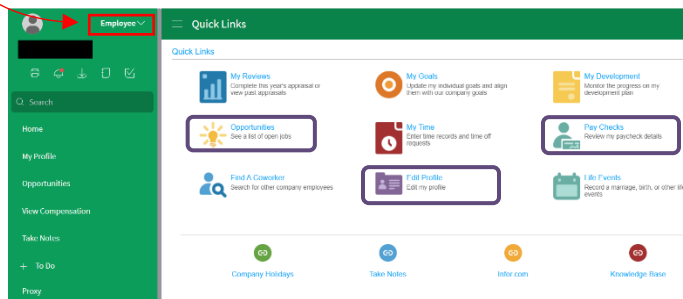 Employee
Quick Links
Quick Links
My Reviews
Complete this year's appraisal or
view past appraisals
My Goals
Update my individual goals and align
them with our company goals
My Development
Monitor the progress on my
development plan
Search
Home
Opportunities
See a list of open jobs
My Time
Enter time records and time off
requests
Pay Checks
Review my paycheck details
My Profile
Opportunities
Find A Coworker
Search for other company employees
Edit Profile
Edit my profile
Life Events
Record a marriage, birth, or other life
events
View Compensation
Take Notes
+ To Do
Proxy
Company Holidays
Take Notes
Infor.com
Knowledge Base